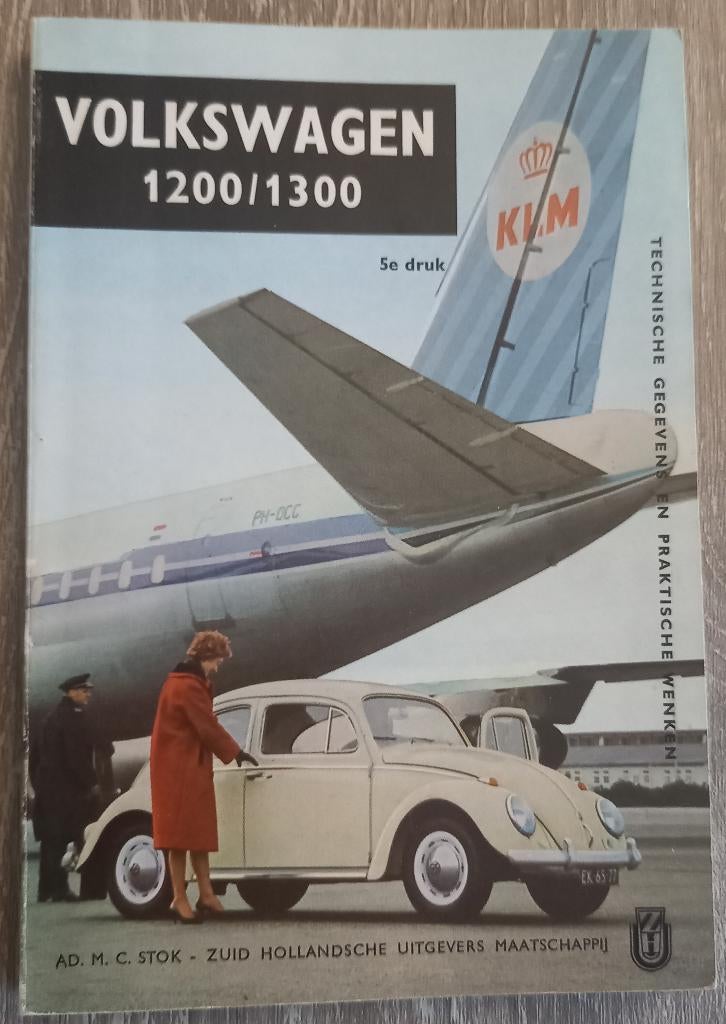 VOLKSWAGEN
1200/1300
5e druk
KLM
TECHNISCHE GEGEVENS EN PRAKTISCHE WENKEN
PH-DCC
EK 65-77
AD. M. C. STOK - ZUID HOLLANDSCHE UITGEVERS MAATSCHAPPIJ